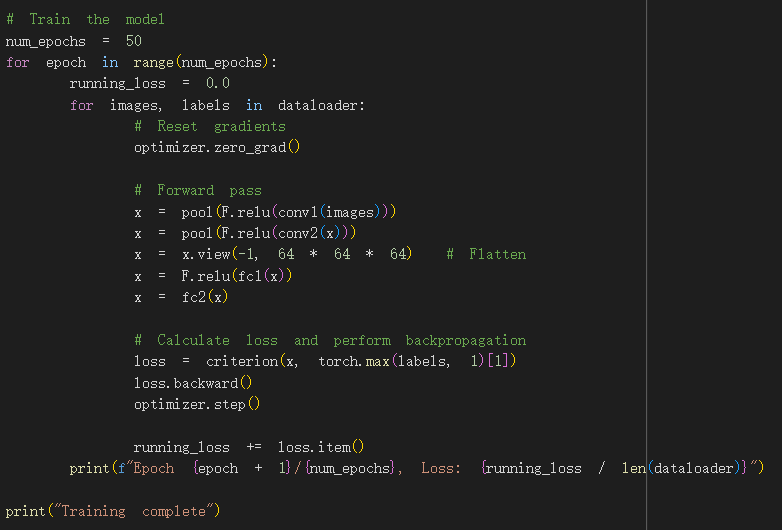 # Train the model
num_epochs = 50
for epoch in range(num_epochs):
running_loss = 0.0
for images, labels in dataloader:
# Reset gradients
optimizer.zero_grad()
# Forward pass
x = pool(F.relu(conv1(images)))
x = pool(F.relu(conv2(x)))
x = x.view(-1, 64 * 64 * 64) # Flatten
x = F.relu(fc1(x))
x = fc2(x)
# Calculate loss and perform backpropagation
loss = criterion(x, torch.max(labels, 1)[1])
loss.backward()
optimizer.step()
running_loss += loss.item()
print(f"Epoch {epoch + 1}/{num_epochs}, Loss: {running_loss / len(dataloader)}")
print("Training complete")